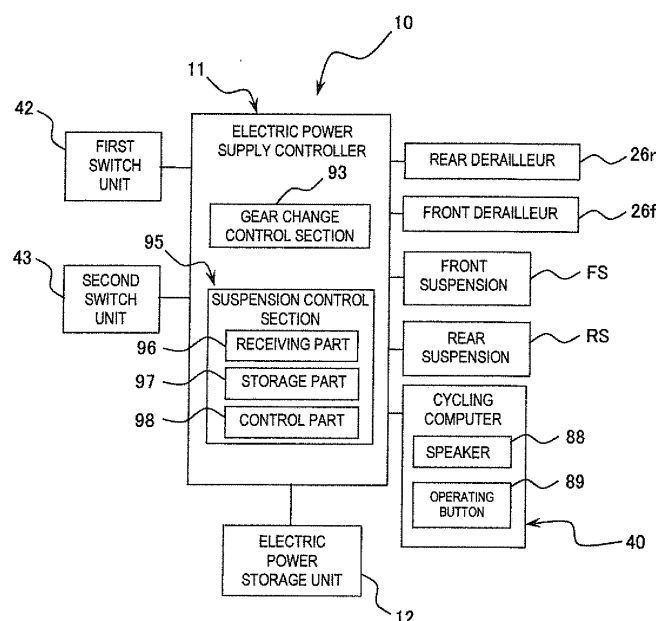 10
11
42
FIRST
SWITCH
UNIT
ELECTRIC POWER
SUPPLY CONTROLLER
93
GEAR CHANGE
CONTROL SECTION
REAR DERAILLEUR
26r
FRONT DERAILLEUR
26f
43
SECOND
SWITCH
UNIT
95
SUSPENSION CONTROL
SECTION
96
RECEIVING PART
97
STORAGE PART
98
CONTROL PART
FRONT
SUSPENSION
FS
REAR
SUSPENSION
RS
CYCLING
COMPUTER
88
SPEAKER
89
OPERATING
BUTTON
40
ELECTRIC
POWER
STORAGE UNIT
12